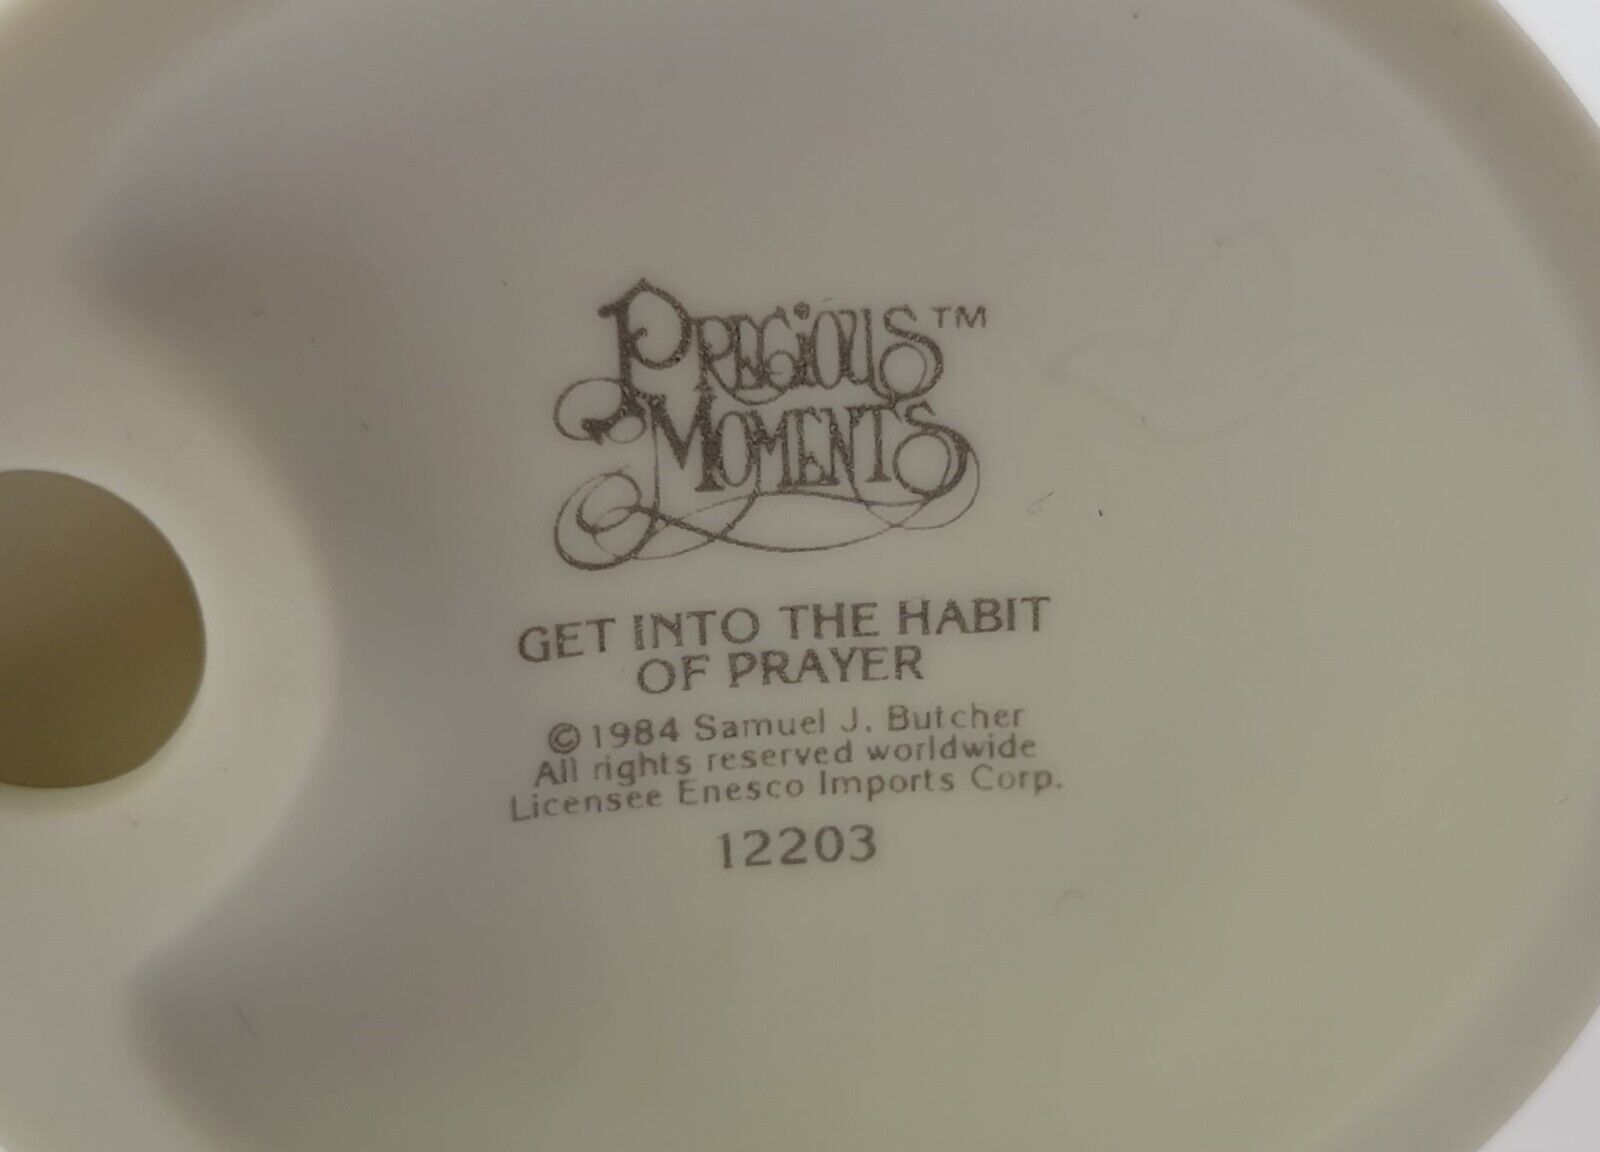 PRECIOUS™
MOMENTS
GET INTO THE HABIT
OF PRAYER
©1984 Samuel J. Butcher
All rights reserved worldwide
Licensee Enesco Imports Corp.
12203